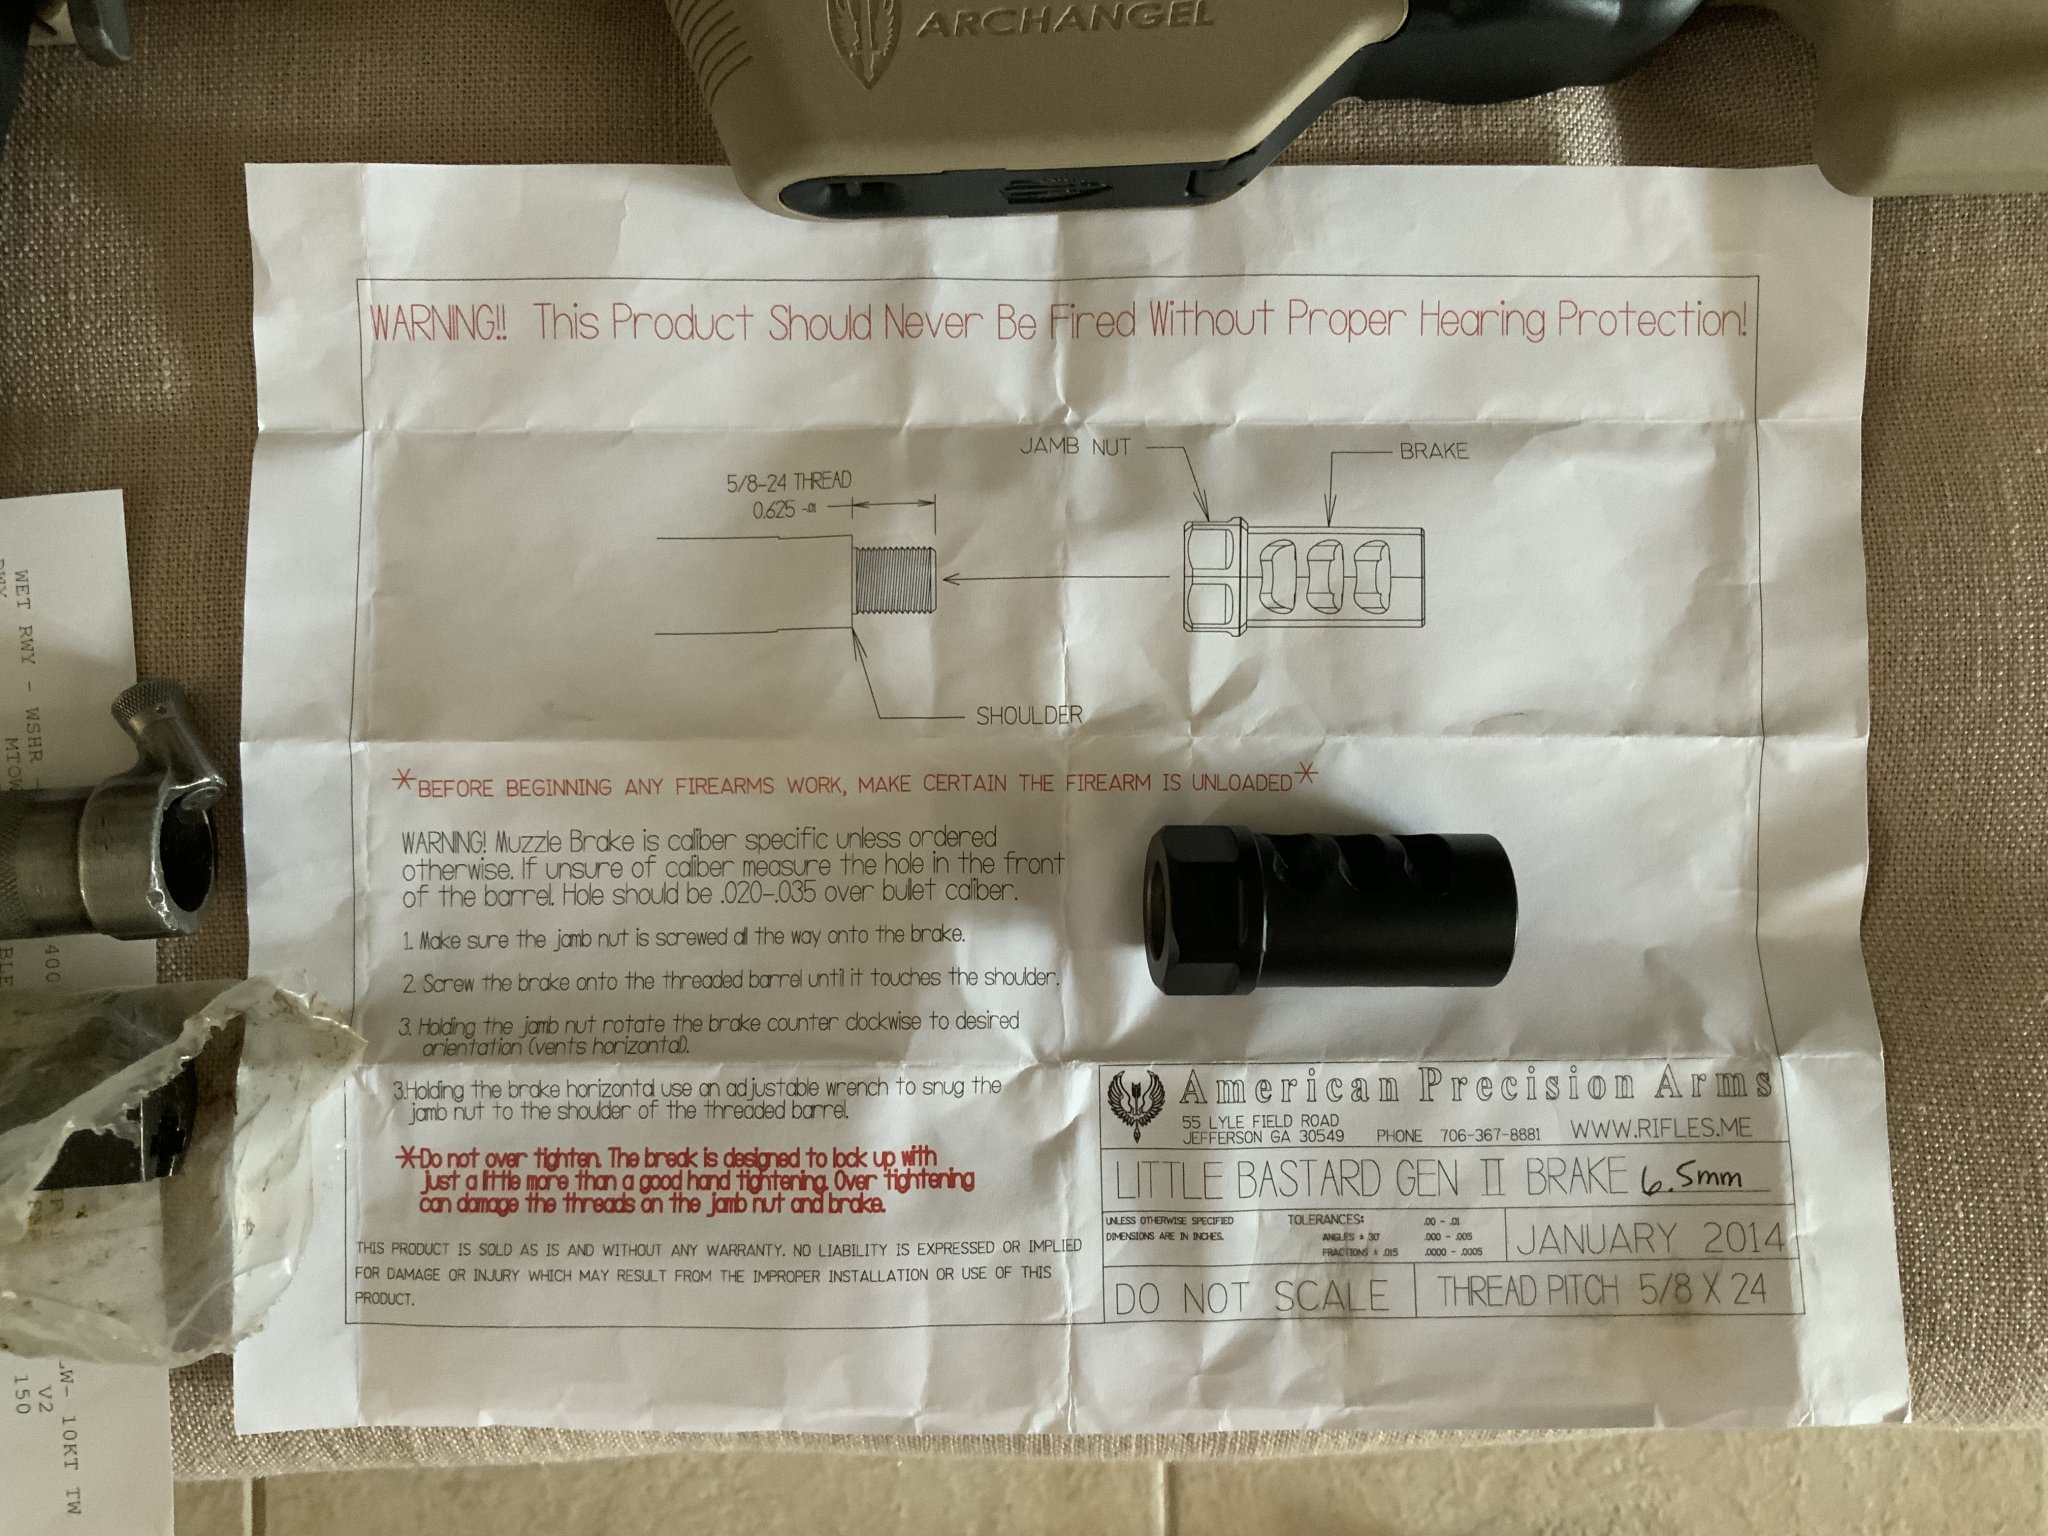 ARCHANGEL
WARNING!! This Product Should Never Be Fired Without Proper Hearing Protection!
JAMB NUT
BRAKE
5/8-24 THREAD
0.625 -.01
SHOULDER
*BEFORE BEGINNING ANY FIREARMS WORK, MAKE CERTAIN THE FIREARM IS UNLOADED*
WARNING! Muzzle Brake is caliber specific unless ordered
otherwise. If unsure of caliber measure the hole in the front
of the barrel. Hole should be .020-.035 over bullet caliber.
1. Make sure the jamb nut is screwed all the way onto the brake.
2. Screw the brake onto the threaded barrel until it touches the shoulder.
3. Holding the jamb nut rotate the brake counter clockwise to desired
orientation (vents horizontal).
3.Holding the brake horizontal use an adjustable wrench to snug the
jamb nut to the shoulder of the threaded barrel.
*Do not over tighten. The break is designed to lock up with
just a little more than a good hand tightening. Over tightening
can damage the threads on the jamb nut and brake.
THIS PRODUCT IS SOLD AS IS AND WITHOUT ANY WARRANTY. NO LIABILITY IS EXPRESSED OR IMPLIED
FOR DAMAGE OR INJURY WHICH MAY RESULT FROM THE IMPROPER INSTALLATION OR USE OF THIS
PRODUCT.
American Precision Arms
55 LYLE FIELD ROAD
JEFFERSON GA 30549 PHONE 706-367-8881 WWW.RIFLES.ME
LITTLE BASTARD GEN II BRAKE 6.5mm
UNLESS OTHERWISE SPECIFIED
DIMENSIONS ARE IN INCHES.
TOLERANCES: .00 - .01
ANGLES ± 30' .000 - .005
FRACTIONS ± .015 .0000 - .0005
JANUARY 2014
DO NOT SCALE
THREAD PITCH 5/8 X 24
WET RWY - WSHR
RWY
MTOW
400
LW- 10KT TW
V2
150